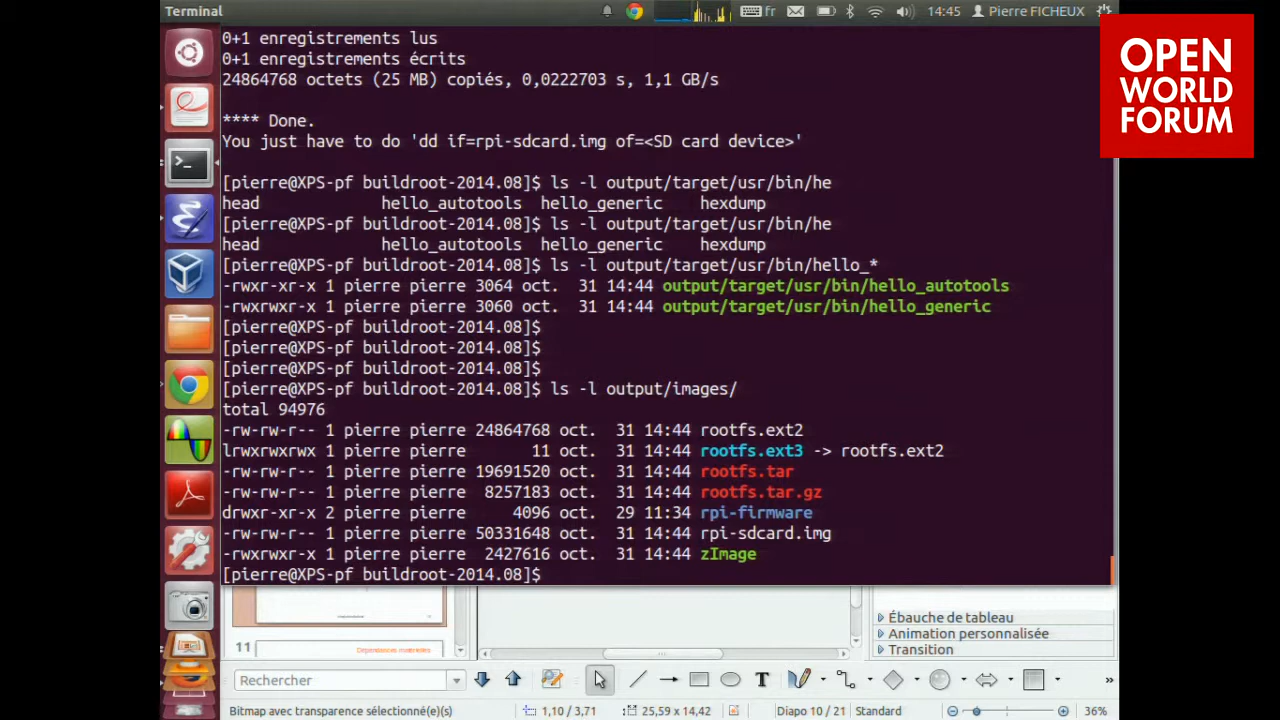 Terminal
fr
14:45
Pierre FICHEUX
OPEN
WORLD
FORUM
0+1 enregistrements lus
0+1 enregistrements écrits
24864768 octets (25 MB) copiés, 0,0222703 s, 1,1 GB/s
**** Done.
You just have to do 'dd if=rpi-sdcard.img of=<SD card device>'
[pierre@XPS-pf buildroot-2014.08]$ ls -l output/target/usr/bin/he
head hello_autotools hello_generic hexdump
[pierre@XPS-pf buildroot-2014.08]$ ls -l output/target/usr/bin/he
head hello_autotools hello_generic hexdump
[pierre@XPS-pf buildroot-2014.08]$ ls -l output/target/usr/bin/hello_*
-rwxr-xr-x 1 pierre pierre 3064 oct. 31 14:44 output/target/usr/bin/hello_autotools
-rwxrwxr-x 1 pierre pierre 3060 oct. 31 14:44 output/target/usr/bin/hello_generic
[pierre@XPS-pf buildroot-2014.08]$
[pierre@XPS-pf buildroot-2014.08]$
[pierre@XPS-pf buildroot-2014.08]$
[pierre@XPS-pf buildroot-2014.08]$ ls -l output/images/
total 94976
-rw-rw-r-- 1 pierre pierre 24864768 oct. 31 14:44 rootfs.ext2
lrwxrwxrwx 1 pierre pierre 11 oct. 31 14:44 rootfs.ext3 -> rootfs.ext2
-rw-rw-r-- 1 pierre pierre 19691520 oct. 31 14:44 rootfs.tar
-rw-rw-r-- 1 pierre pierre 8257183 oct. 31 14:44 rootfs.tar.gz
drwxr-xr-x 2 pierre pierre 4096 oct. 29 11:34 rpi-firmware
-rw-rw-r-- 1 pierre pierre 50331648 oct. 31 14:44 rpi-sdcard.img
-rwxrwxr-x 1 pierre pierre 2427616 oct. 31 14:44 zImage
[pierre@XPS-pf buildroot-2014.08]$
Ébauche de tableau
Animation personnalisée
Transition
11
Dépendances matérielles
Rechercher
T
»
Bitmap avec transparence sélectionné(e)(s)
1,10 / 3,71
25,59 x 14,42
Diapo 10 / 21
Standard
36%